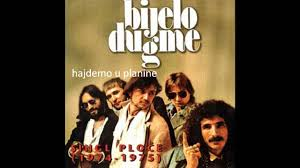 bijelo
dugme
hajdemo u planine
SINGL PLOČE
(1974-1975)